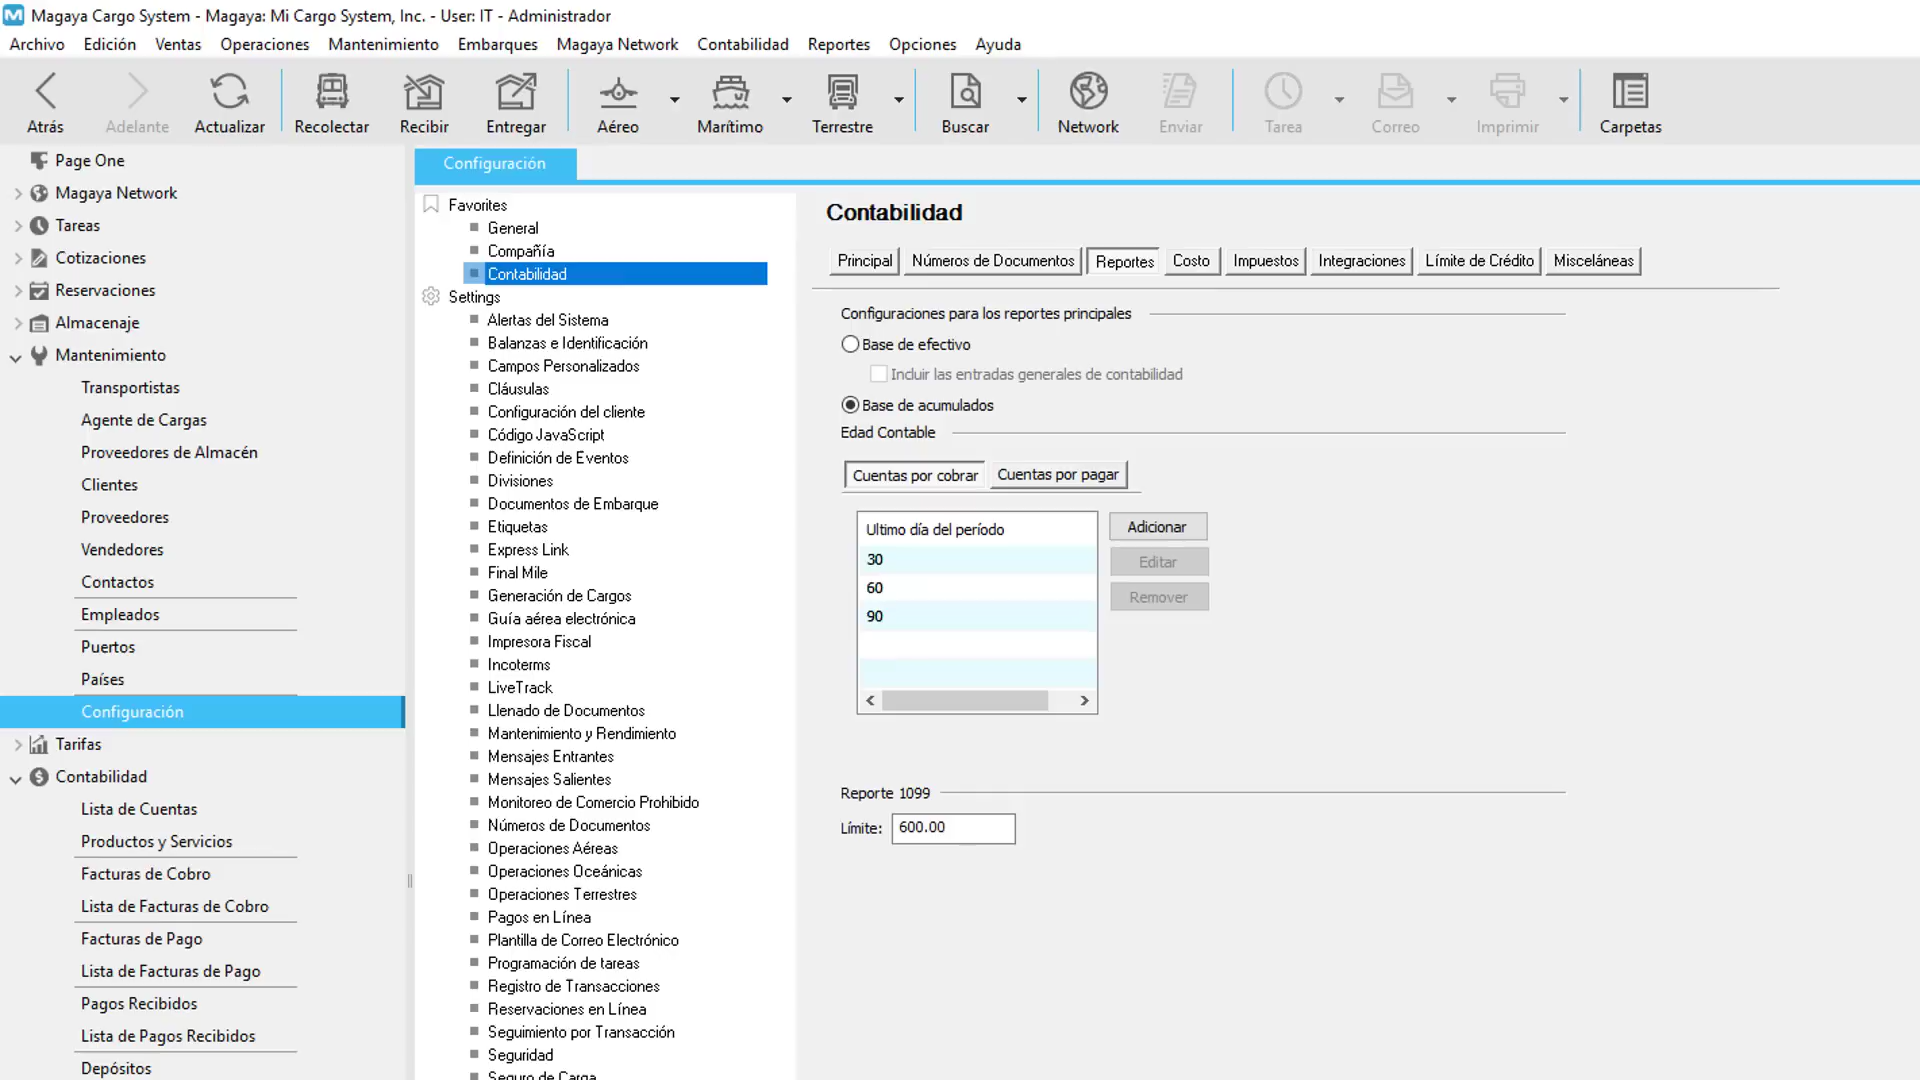 Magaya Cargo System - Magaya: Mi Cargo System, Inc. - User: IT - Administrador
Archivo Edición Ventas Operaciones Mantenimiento Embarques Magaya Network Contabilidad Reportes Opciones Ayuda
Atrás Adelante Actualizar Recolectar Recibir Entregar Aéreo Marítimo Terrestre Buscar Network Enviar Tarea Correo Imprimir Carpetas
Page One
Magaya Network
Tareas
Cotizaciones
Reservaciones
Almacenaje
Mantenimiento
Transportistas
Agente de Cargas
Proveedores de Almacén
Clientes
Proveedores
Vendedores
Contactos
Empleados
Puertos
Países
Configuración
Tarifas
Contabilidad
Lista de Cuentas
Productos y Servicios
Facturas de Cobro
Lista de Facturas de Cobro
Facturas de Pago
Lista de Facturas de Pago
Pagos Recibidos
Lista de Pagos Recibidos
Depósitos
Configuración
Favorites
General
Compañía
Contabilidad
Settings
Alertas del Sistema
Balanzas e Identificación
Campos Personalizados
Cláusulas
Configuración del cliente
Código JavaScript
Definición de Eventos
Divisiones
Documentos de Embarque
Etiquetas
Express Link
Final Mile
Generación de Cargos
Guía aérea electrónica
Impresora Fiscal
Incoterms
LiveTrack
Llenado de Documentos
Mantenimiento y Rendimiento
Mensajes Entrantes
Mensajes Salientes
Monitoreo de Comercio Prohibido
Números de Documentos
Operaciones Aéreas
Operaciones Oceánicas
Operaciones Terrestres
Pagos en Línea
Plantilla de Correo Electrónico
Programación de tareas
Registro de Transacciones
Reservaciones en Línea
Seguimiento por Transacción
Seguridad
Seguro de Carga
Contabilidad
Principal Números de Documentos Reportes Costo Impuestos Integraciones Límite de Crédito Misceláneas
Configuraciones para los reportes principales
Base de efectivo
Incluir las entradas generales de contabilidad
Base de acumulados
Edad Contable
Cuentas por cobrar Cuentas por pagar
Ultimo día del período
30
60
90
Adicionar
Editar
Remover
Reporte 1099
Límite: 600.00